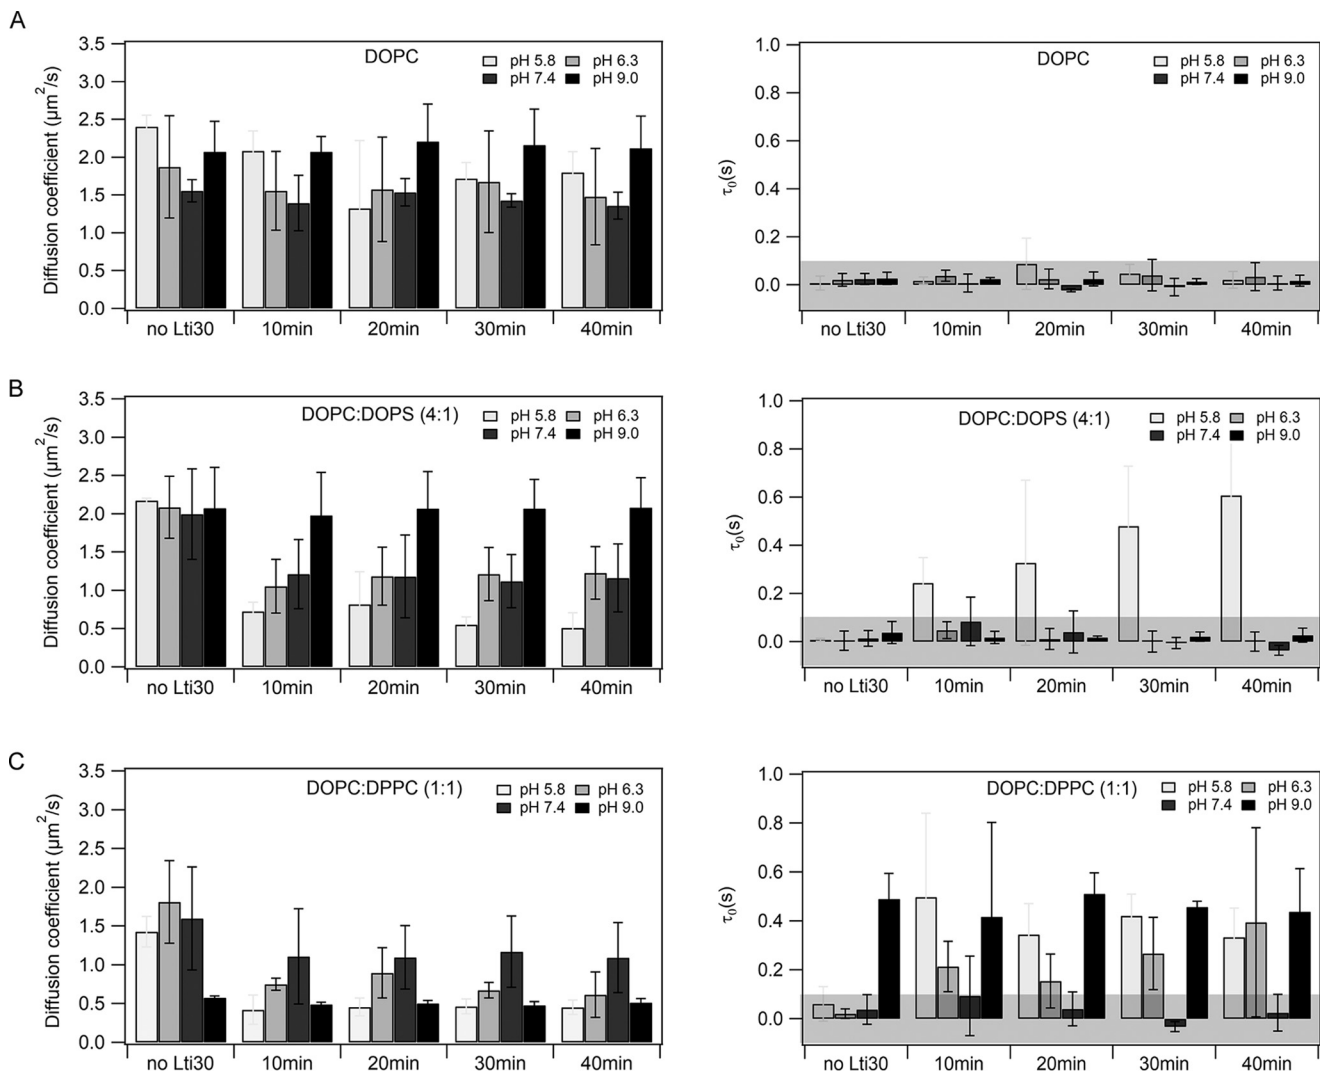 A
Diffusion coefficient (µm²/s)
3.5
3.0
2.5
2.0
1.5
1.0
0.5
0.0
DOPC
pH 5.8 pH 6.3
pH 7.4 pH 9.0
no Lti30 10min 20min 30min 40min
τ₀(s)
1.0
0.8
0.6
0.4
0.2
0.0
DOPC
pH 5.8 pH 6.3
pH 7.4 pH 9.0
no Lti30 10min 20min 30min 40min
B
Diffusion coefficient (µm²/s)
3.5
3.0
2.5
2.0
1.5
1.0
0.5
0.0
DOPC:DOPS (4:1)
pH 5.8 pH 6.3
pH 7.4 pH 9.0
no Lti30 10min 20min 30min 40min
τ₀(s)
1.0
0.8
0.6
0.4
0.2
0.0
DOPC:DOPS (4:1)
pH 5.8 pH 6.3
pH 7.4 pH 9.0
no Lti30 10min 20min 30min 40min
C
Diffusion coefficient (µm²/s)
3.5
3.0
2.5
2.0
1.5
1.0
0.5
0.0
DOPC:DPPC (1:1)
pH 5.8 pH 6.3
pH 7.4 pH 9.0
no Lti30 10min 20min 30min 40min
τ₀(s)
1.0
0.8
0.6
0.4
0.2
0.0
DOPC:DPPC (1:1)
pH 5.8 pH 6.3
pH 7.4 pH 9.0
no Lti30 10min 20min 30min 40min